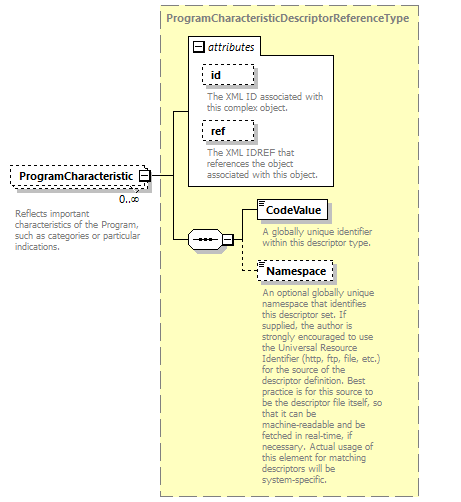 ProgramCharacteristicDescriptorReferenceType
attributes
id
The XML ID associated with
this complex object.
ref
The XML IDREF that
references the object
associated with this object.
ProgramCharacteristic
0..∞
Reflects important
characteristics of the Program,
such as categories or particular
indications.
CodeValue
A globally unique identifier
within this descriptor type.
Namespace
An optional globally unique
namespace that identifies
this descriptor set. If
supplied, the author is
strongly encouraged to use
the Universal Resource
Identifier (http, ftp, file, etc.)
for the source of the
descriptor definition. Best
practice is for this source to
be the descriptor file itself, so
that it can be
machine-readable and be
fetched in real-time, if
necessary. Actual usage of
this element for matching
descriptors will be
system-specific.